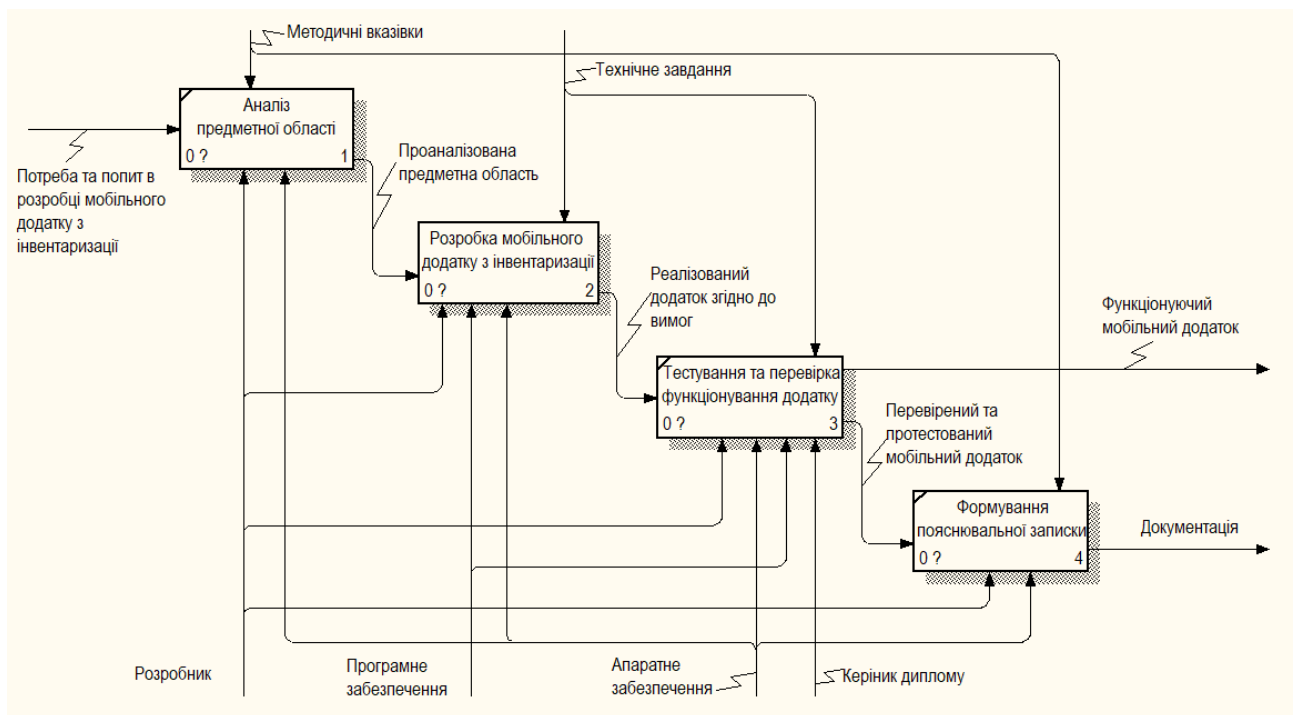 Методичні вказівки
Технічне завдання
Аналіз
предметної області
0 ?
1
Потреба та попит в
розробці мобільного
додатку з
інвентаризації
Проаналізована
предметна область
Розробка мобільного
додатку з інвентаризації
0 ?
2
Реалізований
додаток згідно до
вимог
Функціонуючий
мобільний додаток
Тестування та перевірка
функціонування додатку
0 ?
3
Перевірений та
протестований
мобільний додаток
Формування
пояснювальної записки
0 ?
4
Документація
Розробник
Програмне
забезпечення
Апаратне
забезпечення
Керіник диплому